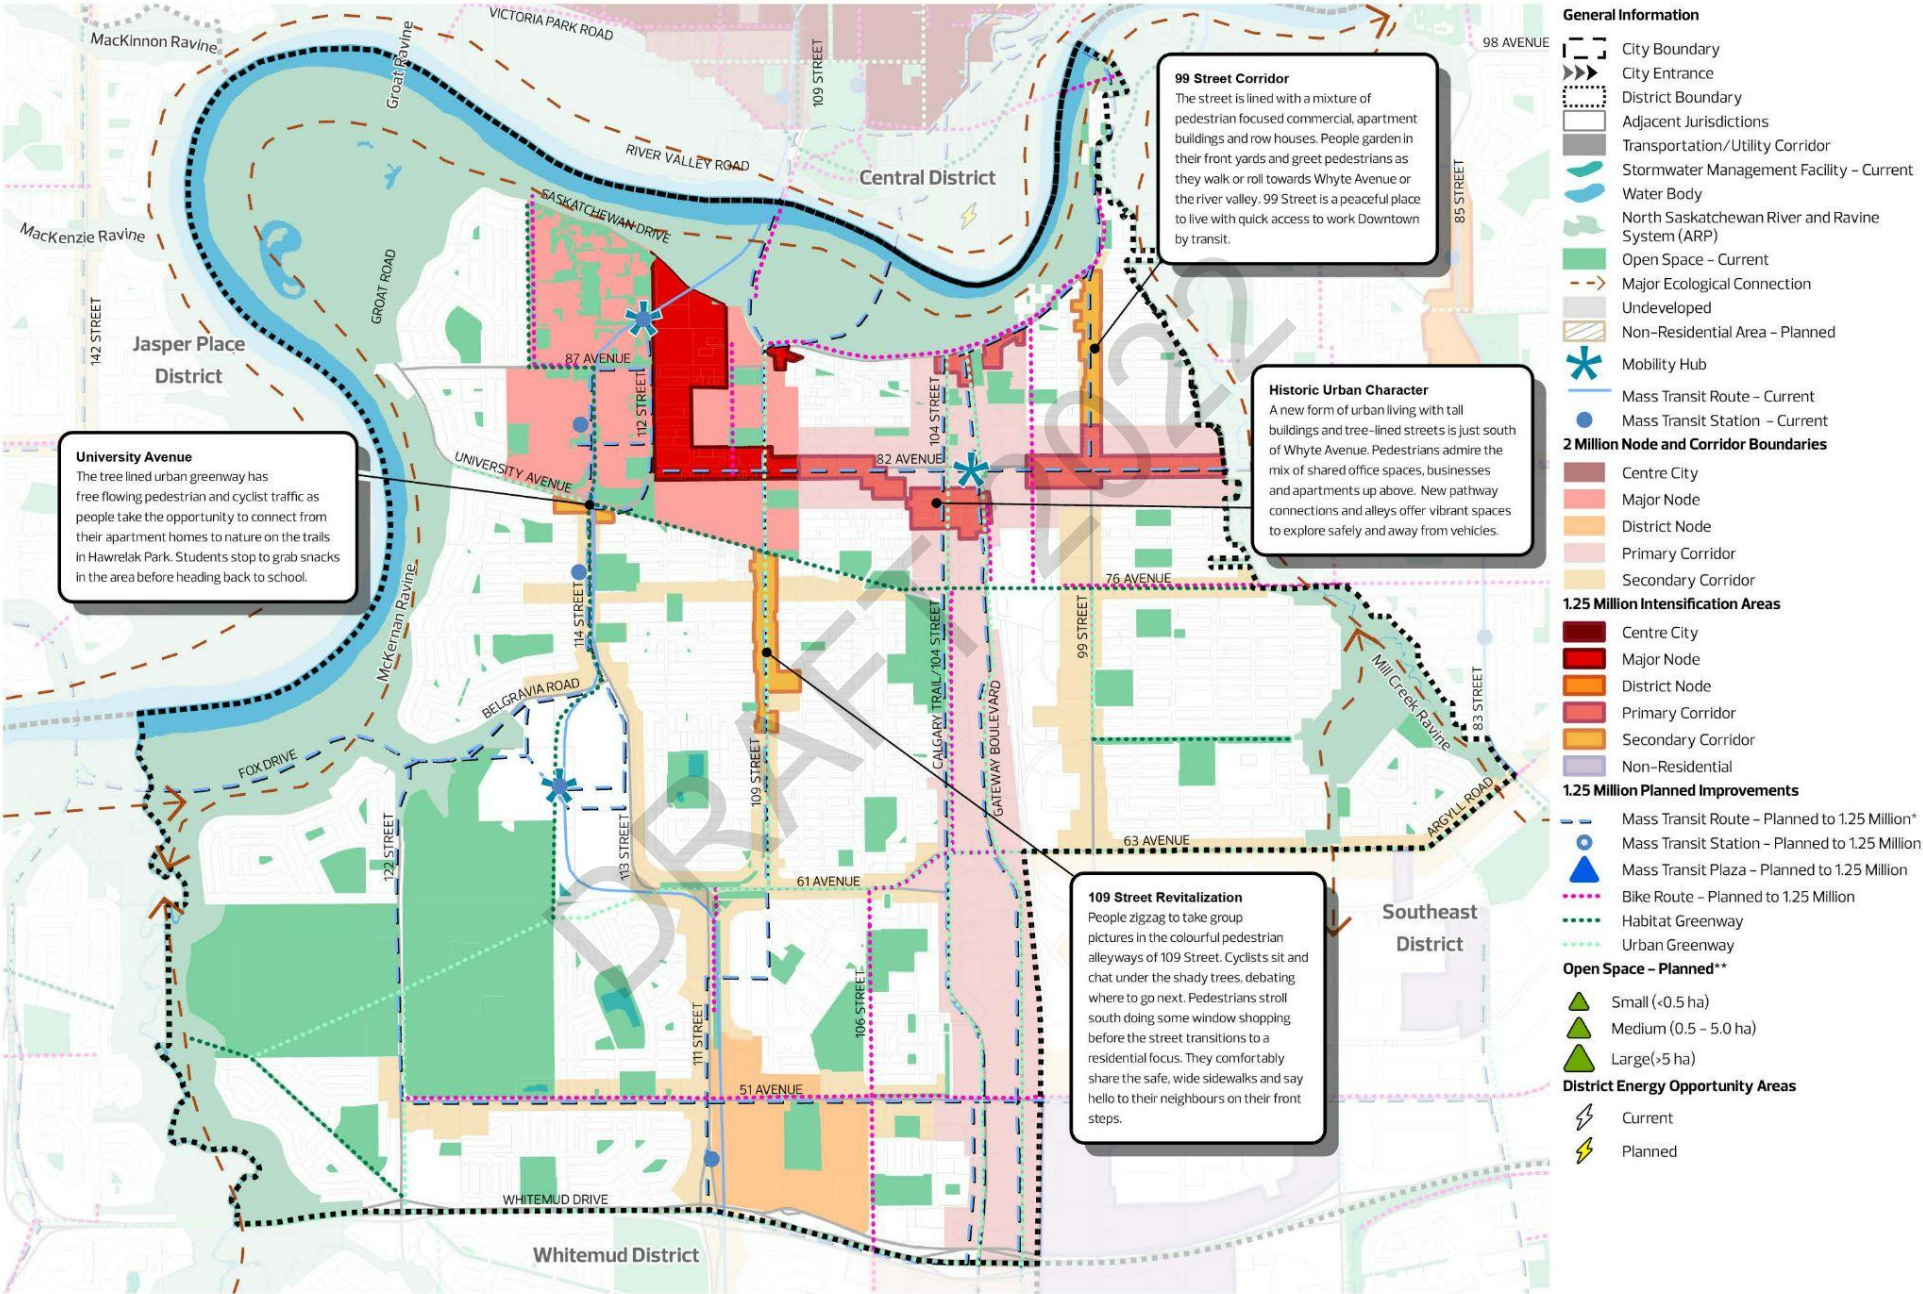 MacKinnon Ravine
Groat Ravine
VICTORIA PARK ROAD
109 STREET
98 AVENUE
RIVER VALLEY ROAD
Central District
SASKATCHEWAN DRIVE
85 STREET
MacKenzie Ravine
GROAT ROAD
142 STREET
Jasper Place
District
87 AVENUE
112 STREET
104 STREET
82 AVENUE
UNIVERSITY AVENUE
99 Street Corridor
The street is lined with a mixture of
pedestrian focused commercial, apartment
buildings and row houses. People garden in
their front yards and greet pedestrians as
they walk or roll towards Whyte Avenue or
the river valley. 99 Street is a peaceful place
to live with quick access to work Downtown
by transit.
Historic Urban Character
A new form of urban living with tall
buildings and tree-lined streets is just south
of Whyte Avenue. Pedestrians admire the
mix of shared office spaces, businesses
and apartments up above. New pathway
connections and alleys offer vibrant spaces
to explore safely and away from vehicles.
University Avenue
The tree lined urban greenway has
free flowing pedestrian and cyclist traffic as
people take the opportunity to connect from
their apartment homes to nature on the trails
in Hawrelak Park. Students stop to grab snacks
in the area before heading back to school.
76 AVENUE
114 STREET
McKernan Ravine
99 STREET
CALGARY TRAIL/104 STREET
GATEWAY BOULEVARD
BELGRAVIA ROAD
Mill Creek Ravine
83 STREET
FOX DRIVE
109 STREET
122 STREET
113 STREET
63 AVENUE
ARGYLL ROAD
61 AVENUE
109 Street Revitalization
People zigzag to take group
pictures in the colourful pedestrian
alleyways of 109 Street. Cyclists sit and
chat under the shady trees, debating
where to go next. Pedestrians stroll
south doing some window shopping
before the street transitions to a
residential focus. They comfortably
share the safe, wide sidewalks and say
hello to their neighbours on their front
steps.
Southeast
District
106 STREET
111 STREET
51 AVENUE
WHITEMUD DRIVE
Whitemud District
DRAFT 2022
General Information
City Boundary
City Entrance
District Boundary
Adjacent Jurisdictions
Transportation/Utility Corridor
Stormwater Management Facility - Current
Water Body
North Saskatchewan River and Ravine
System (ARP)
Open Space - Current
Major Ecological Connection
Undeveloped
Non-Residential Area - Planned
Mobility Hub
Mass Transit Route - Current
Mass Transit Station - Current
2 Million Node and Corridor Boundaries
Centre City
Major Node
District Node
Primary Corridor
Secondary Corridor
1.25 Million Intensification Areas
Centre City
Major Node
District Node
Primary Corridor
Secondary Corridor
Non-Residential
1.25 Million Planned Improvements
Mass Transit Route - Planned to 1.25 Million*
Mass Transit Station - Planned to 1.25 Million
Mass Transit Plaza - Planned to 1.25 Million
Bike Route - Planned to 1.25 Million
Habitat Greenway
Urban Greenway
Open Space - Planned**
Small (<0.5 ha)
Medium (0.5 - 5.0 ha)
Large(>5 ha)
District Energy Opportunity Areas
Current
Planned